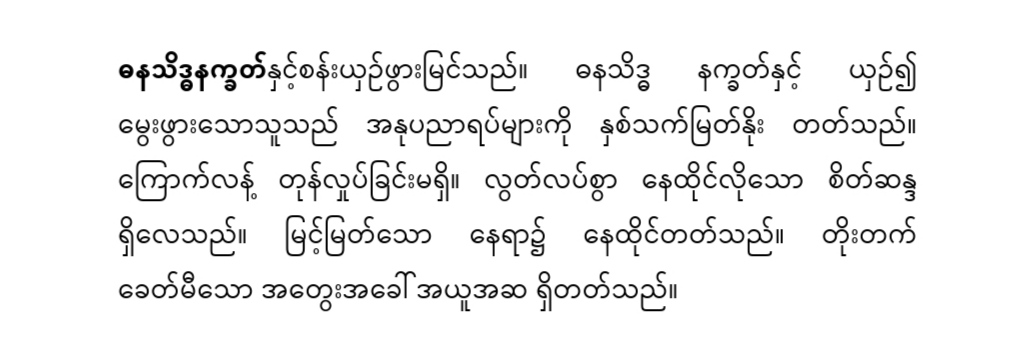 ဓနသိဒ္ဓနက္ခတ်နှင့်စန်းယှဉ်ဖွားမြင်သည်။ ဓနသိဒ္ဓ နက္ခတ်နှင့် ယှဉ်၍
မွေးဖွားသောသူသည် အနုပညာရပ်များကို နှစ်သက်မြတ်နိုး တတ်သည်။
ကြောက်လန့် တုန်လှုပ်ခြင်းမရှိ။ လွတ်လပ်စွာ နေထိုင်လိုသော စိတ်ဆန္ဒ
ရှိလေသည်။ မြင့်မြတ်သော နေရာ၌ နေထိုင်တတ်သည်။ တိုးတက်
ခေတ်မီသော အတွေးအခေါ် အယူအဆ ရှိတတ်သည်။